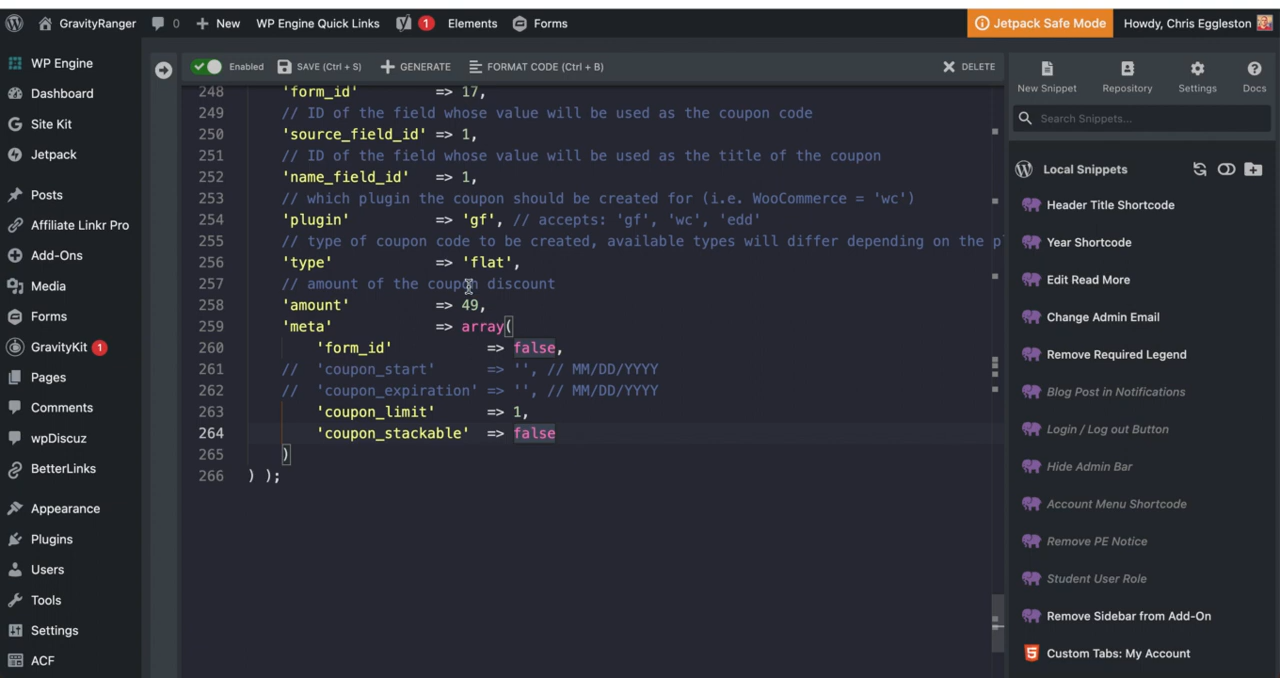 GravityRanger
0
New
WP Engine Quick Links
1
Elements
Forms
Jetpack Safe Mode
Howdy, Chris Eggleston
WP Engine
Dashboard
Site Kit
Jetpack
Posts
Affiliate Linkr Pro
Add-Ons
Media
Forms
GravityKit 1
Pages
Comments
wpDiscuz
BetterLinks
Appearance
Plugins
Users
Tools
Settings
ACF
Enabled
SAVE (Ctrl + S)
GENERATE
FORMAT CODE (Ctrl + B)
DELETE
248 'form_id' => 17,
249 // ID of the field whose value will be used as the coupon code
250 'source_field_id' => 1,
251 // ID of the field whose value will be used as the title of the coupon
252 'name_field_id' => 1,
253 // which plugin the coupon should be created for (i.e. WooCommerce = 'wc')
254 'plugin' => 'gf', // accepts: 'gf', 'wc', 'edd'
255 // type of coupon code to be created, available types will differ depending on the p
256 'type' => 'flat',
257 // amount of the coupon discount
258 'amount' => 49,
259 'meta' => array(
260 'form_id' => false,
261 // 'coupon_start' => '', // MM/DD/YYYY
262 // 'coupon_expiration' => '', // MM/DD/YYYY
263 'coupon_limit' => 1,
264 'coupon_stackable' => false
265 )
266 ) );
New Snippet
Repository
Settings
Docs
Search Snippets...
Local Snippets
Header Title Shortcode
Year Shortcode
Edit Read More
Change Admin Email
Remove Required Legend
Blog Post in Notifications
Login / Log out Button
Hide Admin Bar
Account Menu Shortcode
Remove PE Notice
Student User Role
Remove Sidebar from Add-On
Custom Tabs: My Account